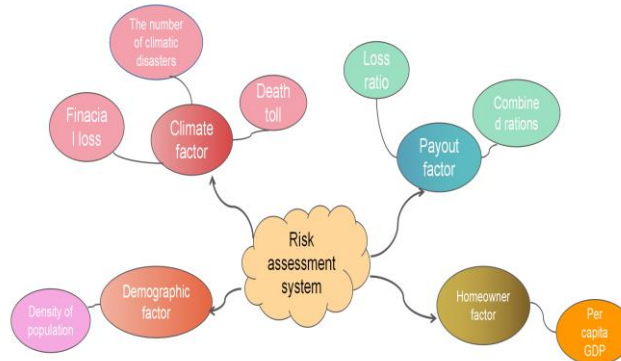 The number
of climatic
disasters
Finacia
l loss
Death
toll
Climate
factor
Loss
ratio
Combine
d rations
Payout
factor
Risk
assessment
system
Density of
population
Demographic
factor
Homeowner
factor
Per
capita
GDP